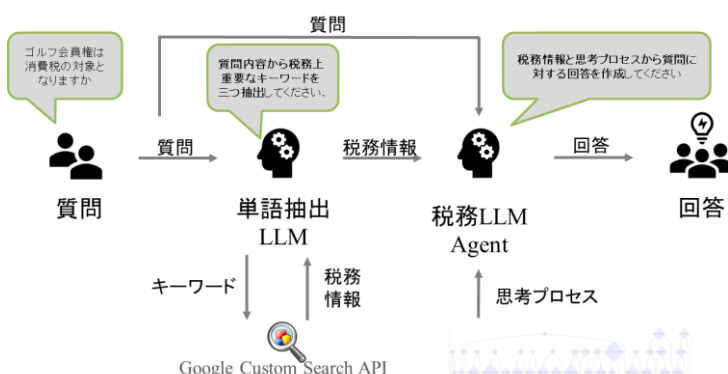 質問
ゴルフ会員権は
消費税の対象と
なりますか
質問内容から税務上
重要なキーワードを
三つ抽出してください.
税務情報と思考プロセスから質問に
対する回答を作成してください
質問
税務情報
回答
質問
単語抽出
LLM
税務LLM
Agent
回答
キーワード
税務
情報
思考プロセス
Google Custom Search API